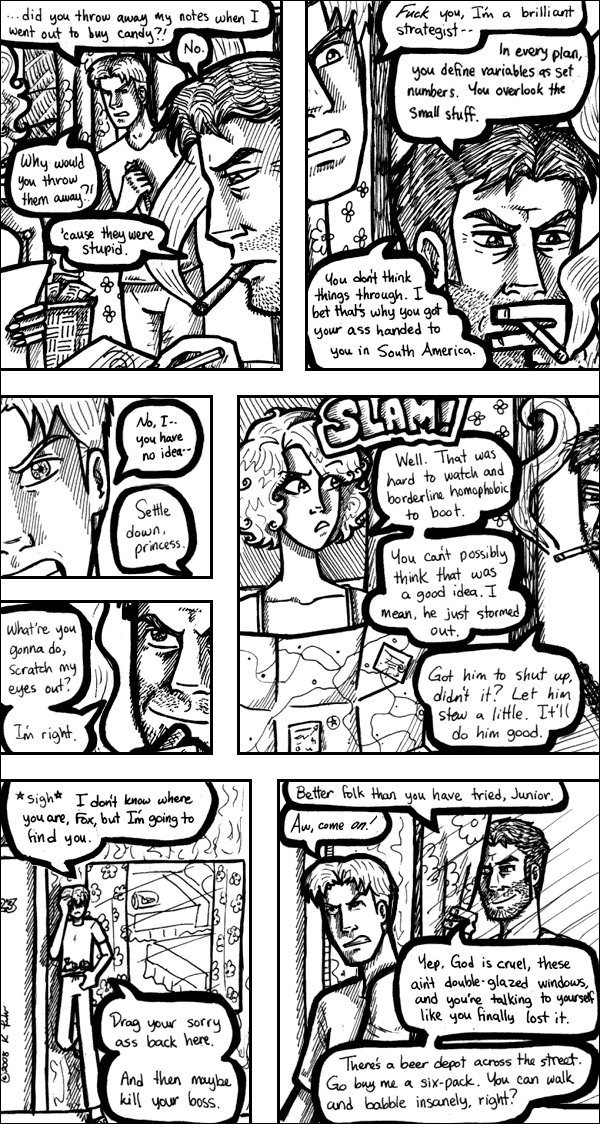 ... did you throw away my notes when I
went out to buy candy?!
No.
Why would
you throw
them away?!
'cause they were
stupid.
Fuck you, I'm a brilliant
strategist--
In every plan,
you define variables as set
numbers. You overlook the
small stuff.
You don't think
things through. I
bet that's why you got
your ass handed to
you in South America.
No, I--
you have
no idea--
Settle
down,
princess.
What're you
gonna do,
scratch my
eyes out?
I'm right.
SLAM!
Well. That was
hard to watch and
borderline homophobic
to boot.
You can't possibly
think that was
a good idea. I
mean, he just stormed
out.
Got him to shut up,
didn't it? Let him
stew a little. It'll
do him good.
*sigh* I don't know where
you are, Fox, but I'm going to
find you.
Drag your sorry
ass back here.
And then maybe
kill your boss.
Better folk than you have tried, Junior.
Aw, come on!
Yep. God is cruel, these
ain't double-glazed windows,
and you're talking to yourself
like you finally lost it.
There's a beer depot across the street.
Go buy me a six-pack. You can walk
and babble insanely, right?
©2008 K.